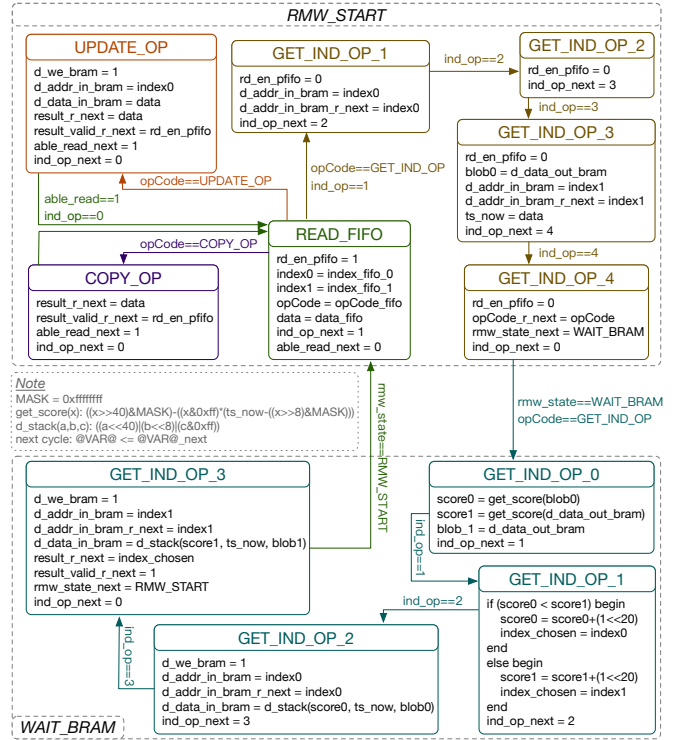 RMW_START
UPDATE_OP
d_we_bram = 1
d_addr_in_bram = index0
d_data_in_bram = data
result_r_next = data
result_valid_r_next = rd_en_pfifo
able_read_next = 1
ind_op_next = 0
GET_IND_OP_1
rd_en_pfifo = 0
d_addr_in_bram = index0
d_addr_in_bram_r_next = index0
ind_op_next = 2
ind_op==2
GET_IND_OP_2
rd_en_pfifo = 0
ind_op_next = 3
ind_op==3
GET_IND_OP_3
rd_en_pfifo = 0
blob0 = d_data_out_bram
d_addr_in_bram = index1
d_addr_in_bram_r_next = index1
ts_now = data
ind_op_next = 4
opCode==GET_IND_OP
ind_op==1
opCode==UPDATE_OP
able_read==1
ind_op==0
READ_FIFO
rd_en_pfifo = 1
index0 = index_fifo_0
index1 = index_fifo_1
opCode = opCode_fifo
data = data_fifo
ind_op_next = 1
able_read_next = 0
opCode==COPY_OP
COPY_OP
result_r_next = data
result_valid_r_next = rd_en_pfifo
able_read_next = 1
ind_op_next = 0
ind_op==4
GET_IND_OP_4
rd_en_pfifo = 0
opCode_r_next = opCode
rmw_state_next = WAIT_BRAM
ind_op_next = 0
Note
MASK = 0xffffffff
get_score(x): ((x>>40)&MASK)-((x&0xff)*(ts_now-((x>>8)&MASK)))
d_stack(a,b,c): ((a<<40)|(b<<8)|(c&0xff))
next cycle: @VAR@ <= @VAR@_next
rmw_state==RMW_START
rmw_state==WAIT_BRAM
opCode==GET_IND_OP
GET_IND_OP_3
d_we_bram = 1
d_addr_in_bram = index1
d_addr_in_bram_r_next = index1
d_data_in_bram = d_stack(score1, ts_now, blob1)
result_r_next = index_chosen
result_valid_r_next = 1
rmw_state_next = RMW_START
ind_op_next = 0
GET_IND_OP_0
score0 = get_score(blob0)
score1 = get_score(d_data_out_bram)
blob_1 = d_data_out_bram
ind_op_next = 1
ind_op==1
GET_IND_OP_1
if (score0 < score1) begin
score0 = score0+(1<<20)
index_chosen = index0
end
else begin
score1 = score1+(1<<20)
index_chosen = index1
end
ind_op_next = 2
ind_op==2
GET_IND_OP_2
d_we_bram = 1
d_addr_in_bram = index0
d_addr_in_bram_r_next = index0
d_data_in_bram = d_stack(score0, ts_now, blob0)
ind_op_next = 3
ind_op==3
WAIT_BRAM